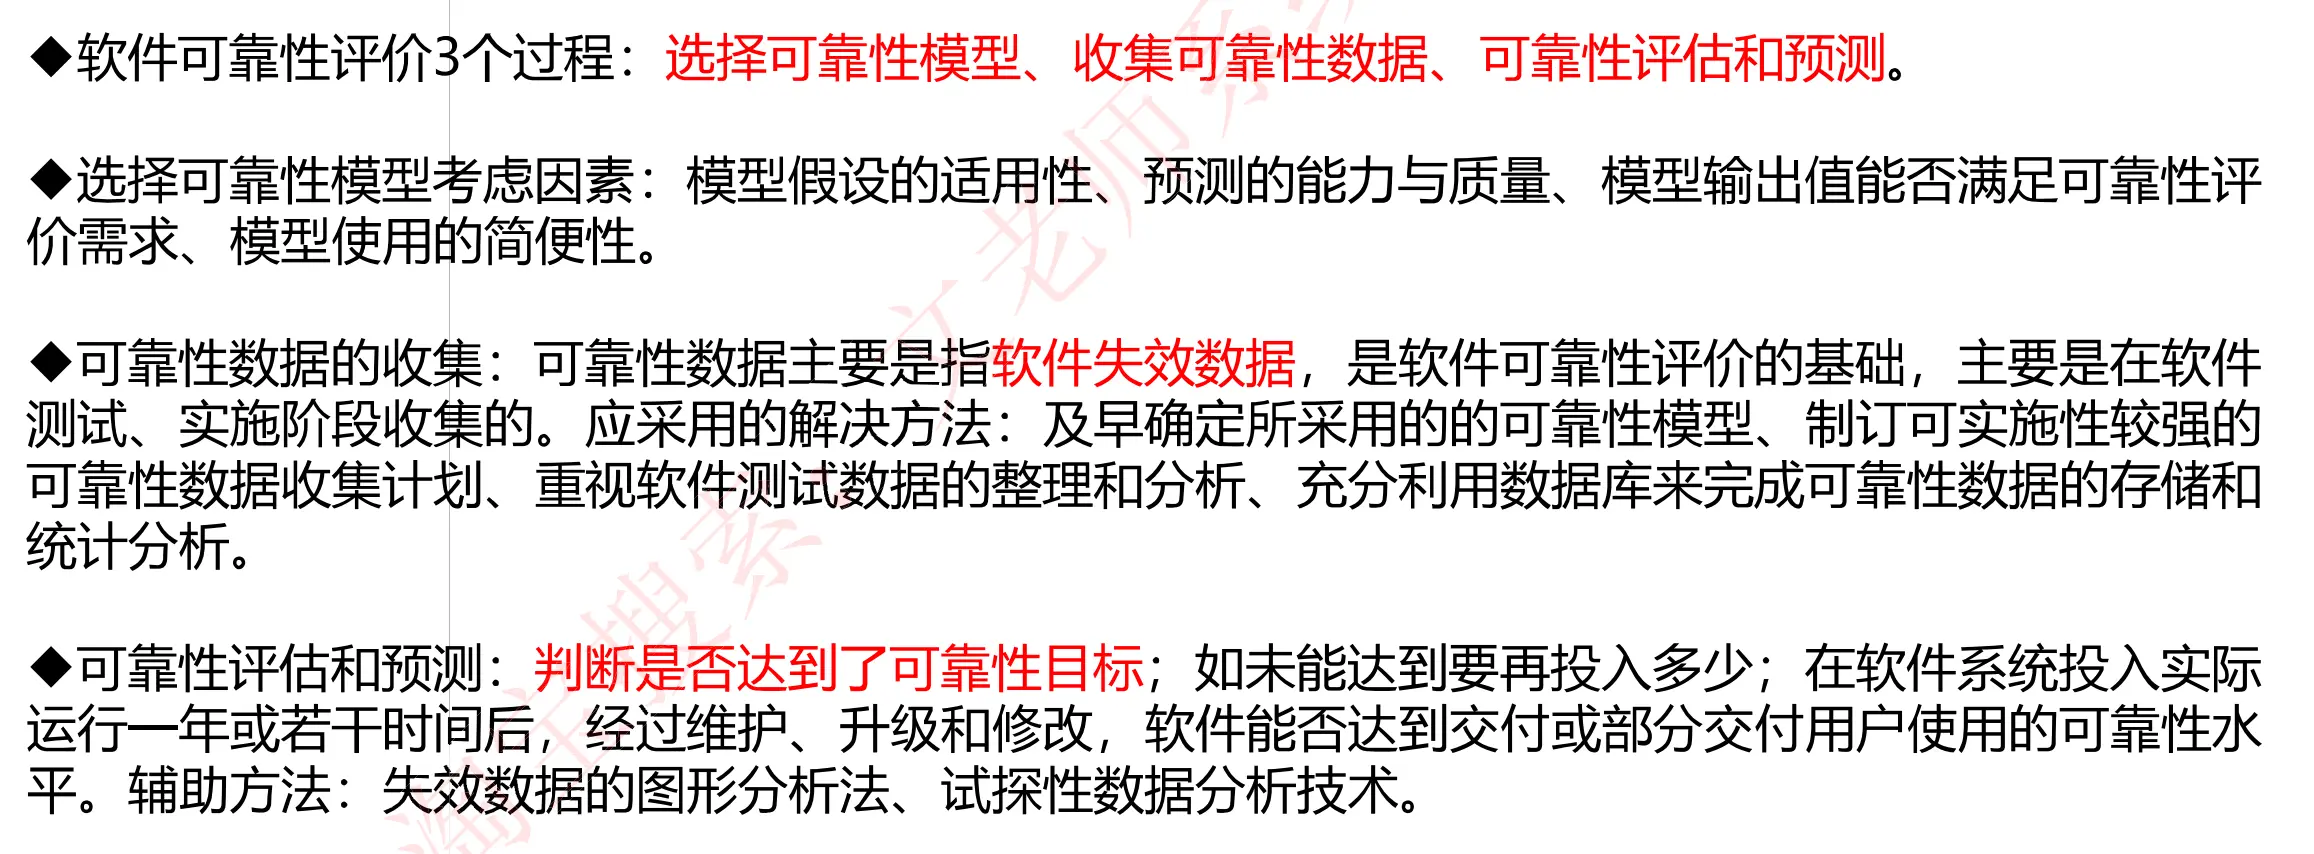 ◆软件可靠性评价3个过程：选择可靠性模型、收集可靠性数据、可靠性评估和预测。
◆选择可靠性模型考虑因素：模型假设的适用性、预测的能力与质量、模型输出值能否满足可靠性评
价需求、模型使用的简便性。
◆可靠性数据的收集：可靠性数据主要是指软件失效数据，是软件可靠性评价的基础，主要是在软件
测试、实施阶段收集的。应采用的解决方法：及早确定所采用的的可靠性模型、制订可实施性较强的
可靠性数据收集计划、重视软件测试数据的整理和分析、充分利用数据库来完成可靠性数据的存储和
统计分析。
◆可靠性评估和预测：判断是否达到了可靠性目标；如未能达到要再投入多少；在软件系统投入实际
运行一年或若干时间后，经过维护、升级和修改，软件能否达到交付或部分交付用户使用的可靠性水
平。辅助方法：失效数据的图形分析法、试探性数据分析技术。
淘宝搜索：文老师系